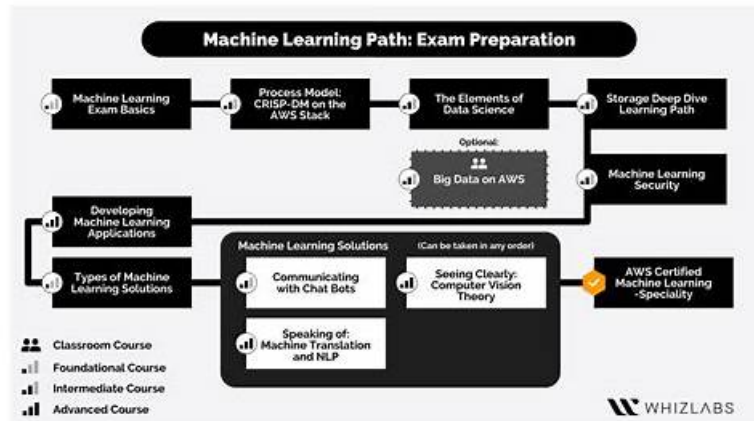 Machine Learning Path: Exam Preparation
Machine Learning
Exam Basics
Process Model:
CRISP-DM on the
AWS Stack
The Elements of
Data Science
Storage Deep Dive
Learning Path
Optional:
Big Data on AWS
Machine Learning
Security
Developing
Machine Learning
Applications
Types of Machine
Learning Solutions
Machine Learning Solutions
(Can be taken in any order)
Communicating
with Chat Bots
Seeing Clearly:
Computer Vision
Theory
Speaking of:
Machine Translation
and NLP
AWS Certified
Machine Learning
-Speciality
Classroom Course
Foundational Course
Intermediate Course
Advanced Course
WHIZLABS